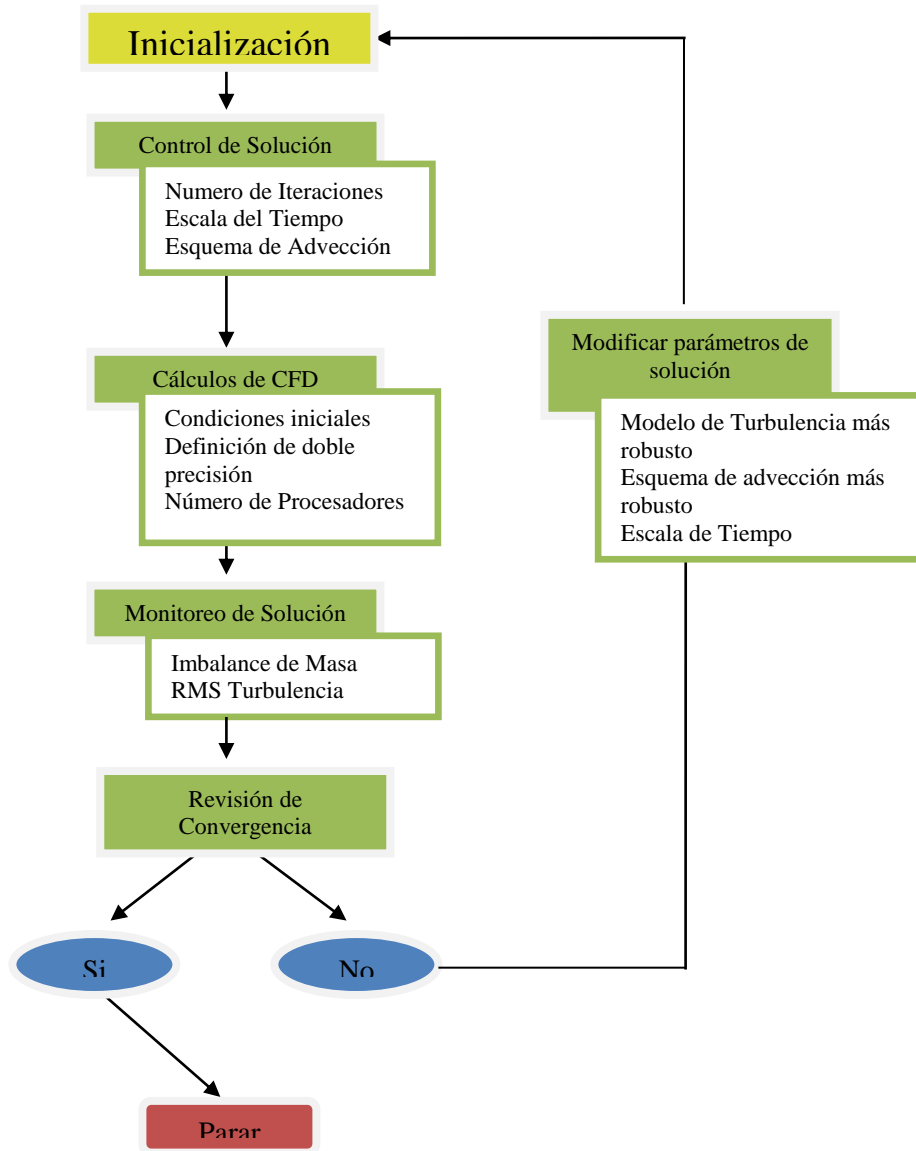 Inicialización
Control de Solución
Numero de Iteraciones
Escala del Tiempo
Esquema de Advección
Cálculos de CFD
Condiciones iniciales
Definición de doble
precisión
Número de Procesadores
Monitoreo de Solución
Imbalance de Masa
RMS Turbulencia
Revisión de
Convergencia
Si
No
Parar
Modificar parámetros de
solución
Modelo de Turbulencia más
robusto
Esquema de advección más
robusto
Escala de Tiempo